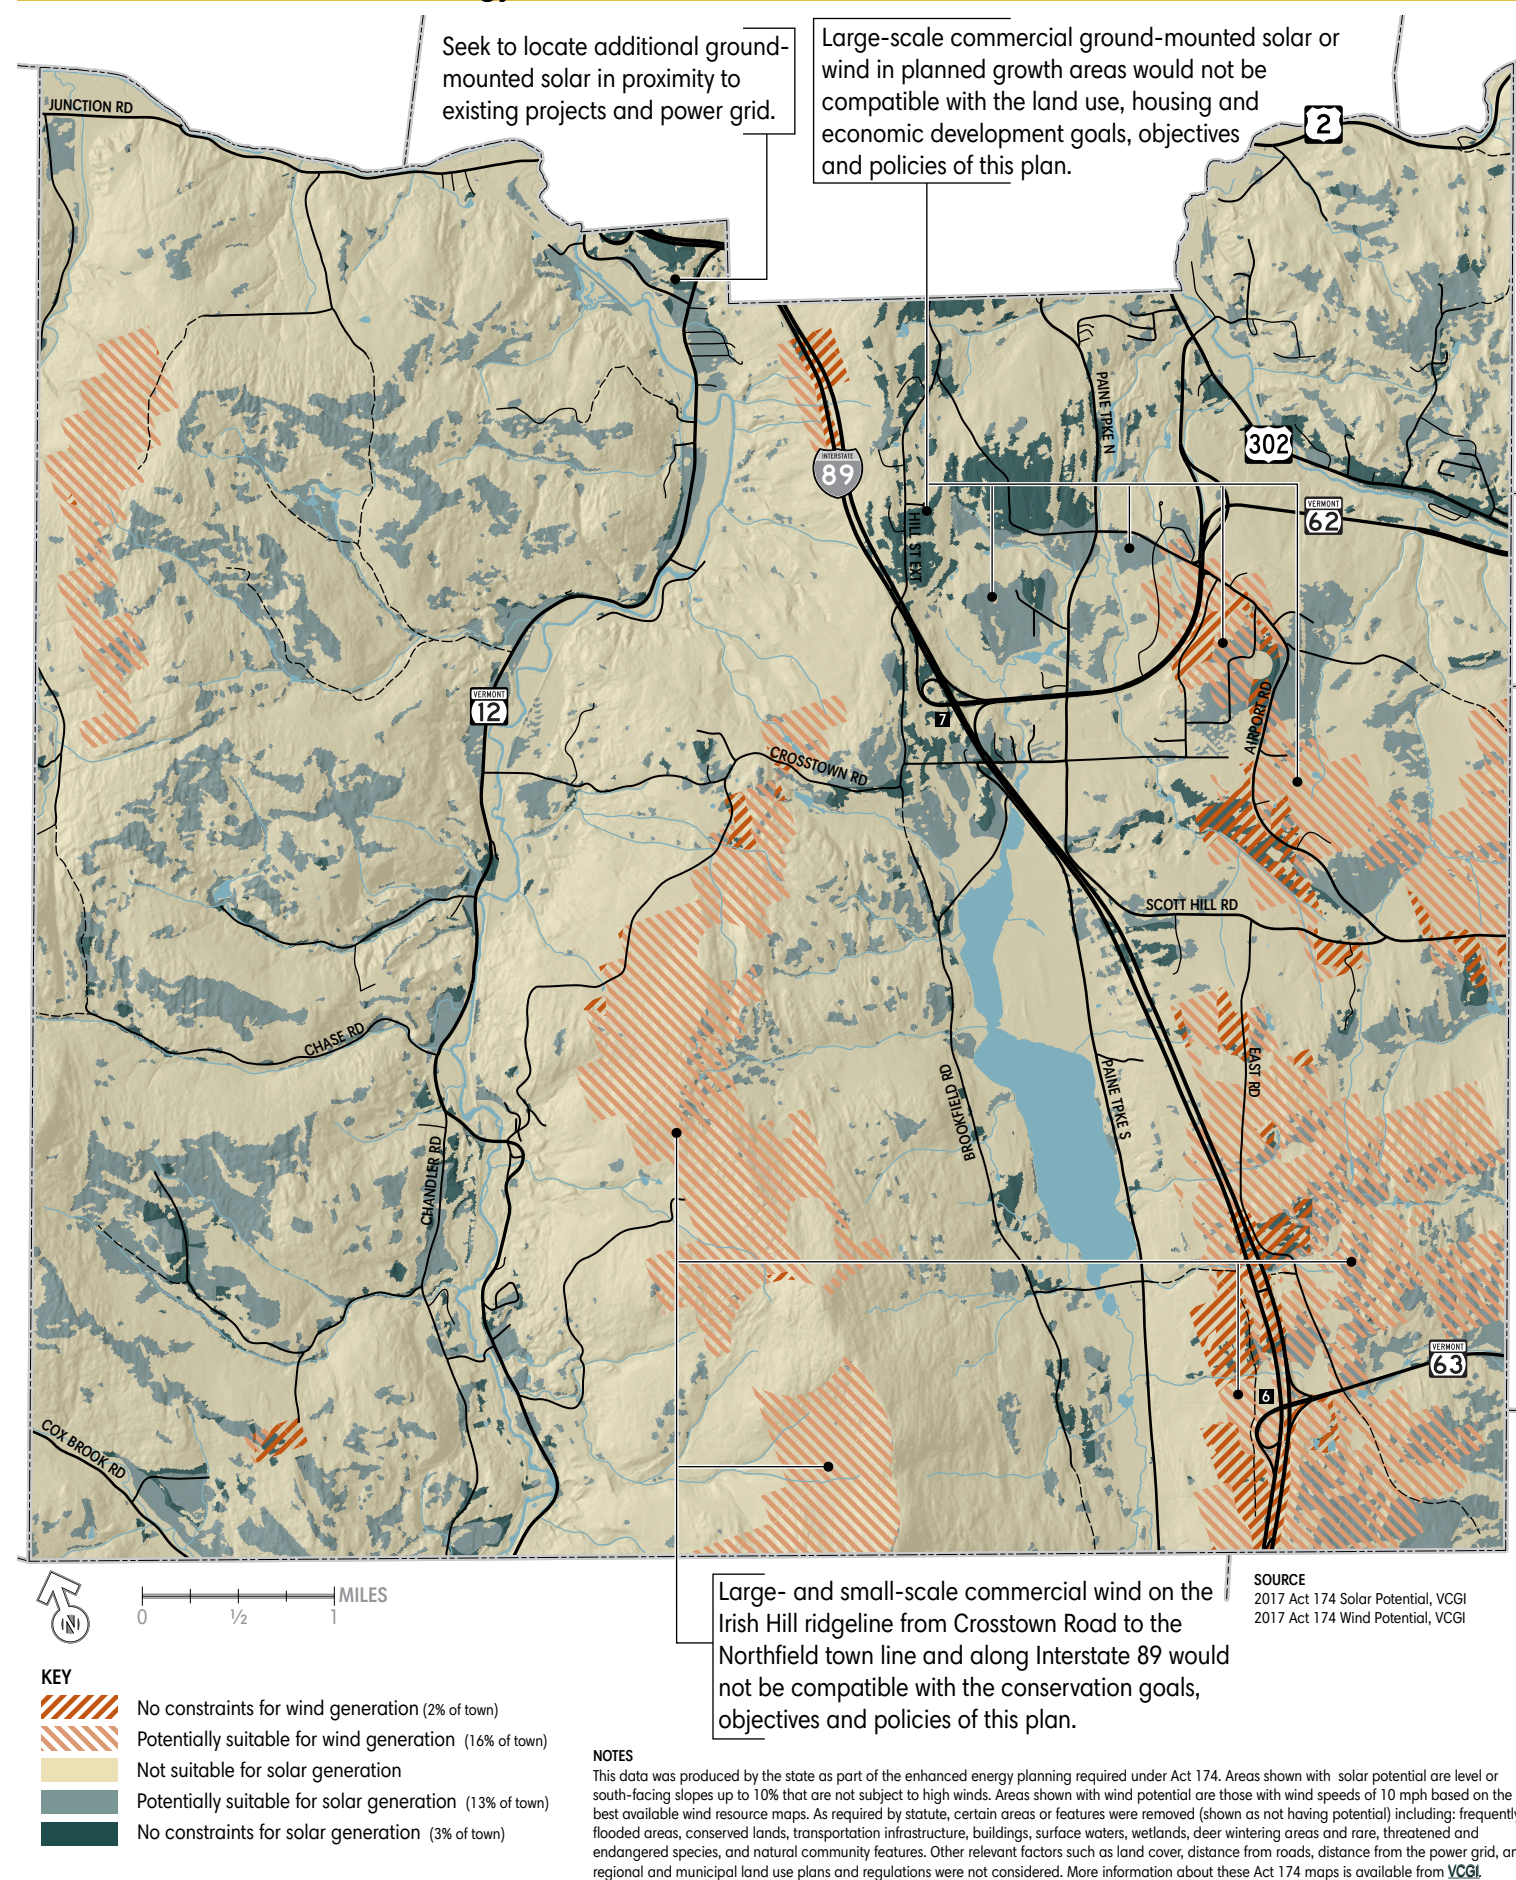 Seek to locate additional ground-
mounted solar in proximity to
existing projects and power grid.
Large-scale commercial ground-mounted solar or
wind in planned growth areas would not be
compatible with the land use, housing and
economic development goals, objectives
and policies of this plan.
JUNCTION RD
2
PAINE TPKE N
302
INTERSTATE
89
VERMONT
62
HILL ST EXT
VERMONT
12
7
AIRPORT RD
CROSSTOWN RD
SCOTT HILL RD
CHASE RD
EAST RD
BROOKFIELD RD
PAINE TPKE S
CHANDLER RD
VERMONT
63
6
COX BROOK RD
N
MILES
0
½
1
Large- and small-scale commercial wind on the
Irish Hill ridgeline from Crosstown Road to the
Northfield town line and along Interstate 89 would
not be compatible with the conservation goals,
objectives and policies of this plan.
SOURCE
2017 Act 174 Solar Potential, VCGI
2017 Act 174 Wind Potential, VCGI
KEY
No constraints for wind generation (2% of town)
Potentially suitable for wind generation (16% of town)
Not suitable for solar generation
Potentially suitable for solar generation (13% of town)
No constraints for solar generation (3% of town)
NOTES
This data was produced by the state as part of the enhanced energy planning required under Act 174. Areas shown with solar potential are level or
south-facing slopes up to 10% that are not subject to high winds. Areas shown with wind potential are those with wind speeds of 10 mph based on the
best available wind resource maps. As required by statute, certain areas or features were removed (shown as not having potential) including: frequently
flooded areas, conserved lands, transportation infrastructure, buildings, surface waters, wetlands, deer wintering areas and rare, threatened and
endangered species, and natural community features. Other relevant factors such as land cover, distance from roads, distance from the power grid,
regional and municipal land use plans and regulations were not considered. More information about these Act 174 maps is available from VCGI.